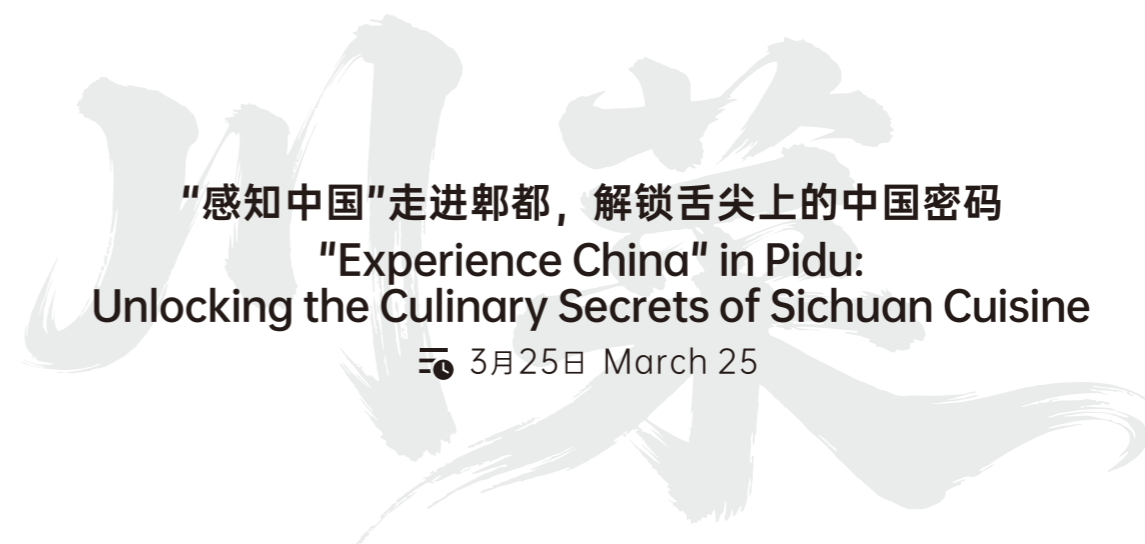 川菜
“感知中国”走进郫都，解锁舌尖上的中国密码
"Experience China" in Pidu:
Unlocking the Culinary Secrets of Sichuan Cuisine
3月25日 March 25